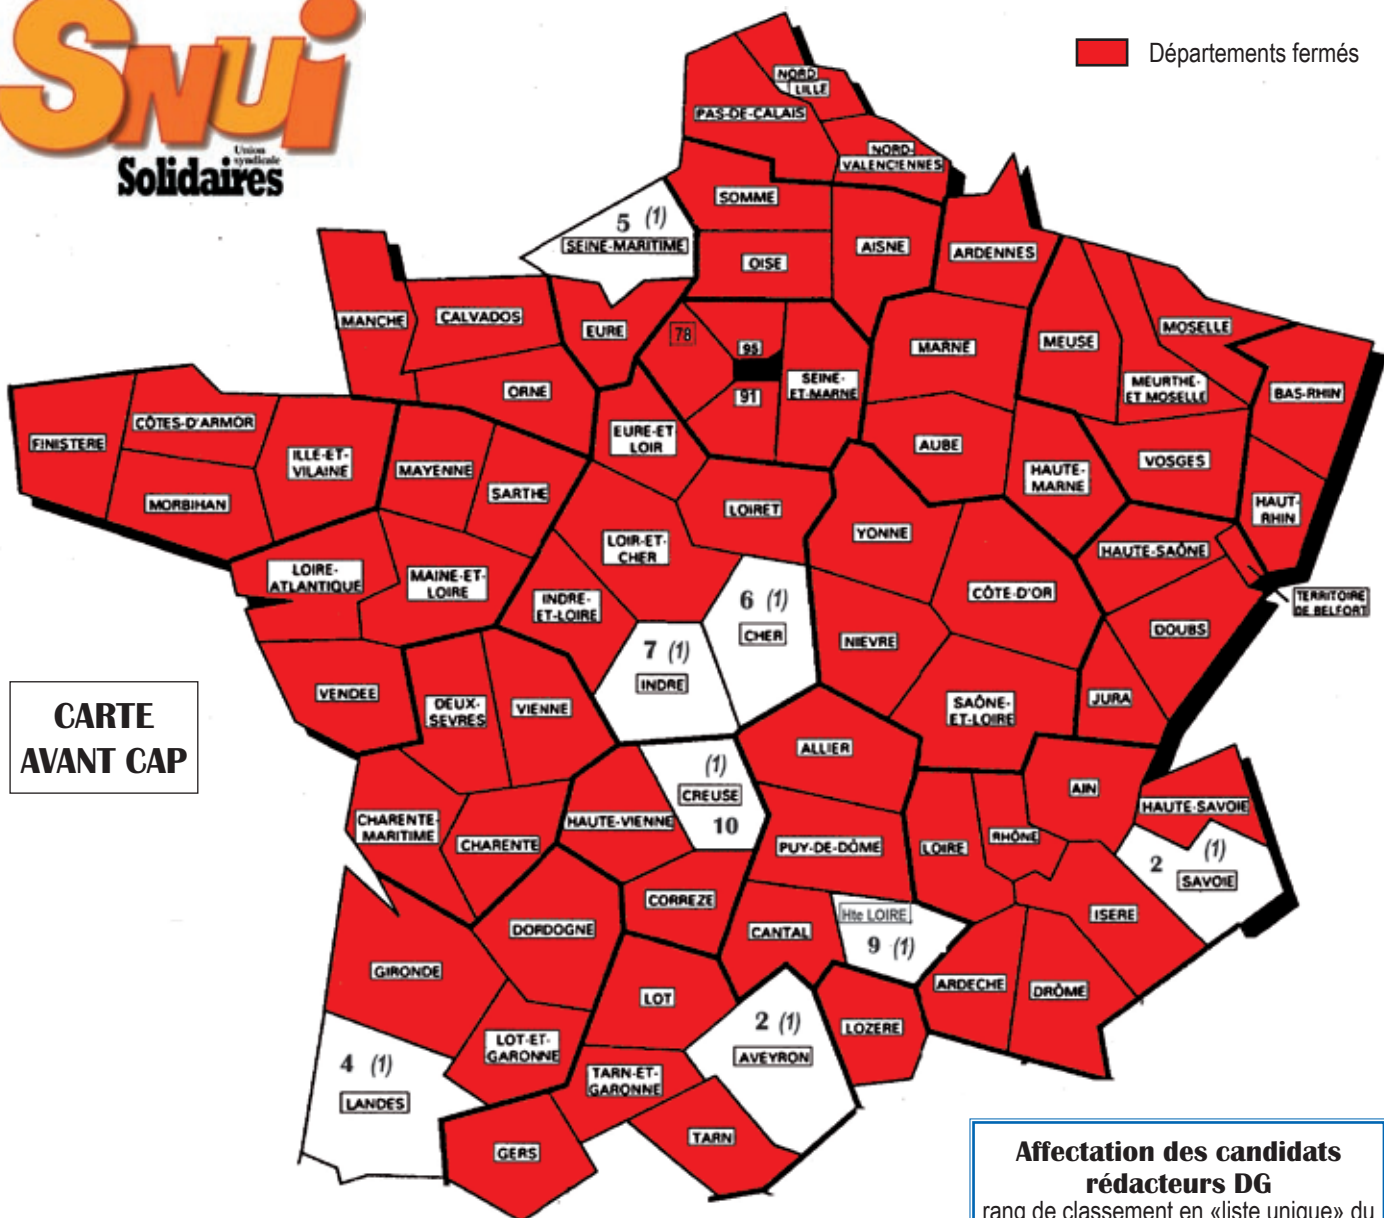 SNUi
Union
syndicale
Solidaires
Départements fermés
NORD
LILLE
PAS-DE-CALAIS
NORD-
VALENCIENNES
SOMME
5 (1)
SEINE-MARITIME
AISNE
ARDENNES
OISE
MANCHE
CALVADOS
EURE
78
95
91
SEINE-
ET-MARNE
MARNE
MEUSE
MOSELLE
MEURTHE-
ET MOSELLE
BAS-RHIN
ORNE
FINISTERE
CÔTES-D'ARMOR
ILLE-ET-
VILAINE
MORBIHAN
MAYENNE
SARTHE
EURE-ET
LOIR
AUBE
HAUTE-
MARNE
VOSGES
HAUT-
RHIN
LOIRET
YONNE
LOIR-ET-
CHER
HAUTE-SAÔNE
LOIRE-
ATLANTIQUE
MAINE-ET-
LOIRE
INDRE-
ET-LOIRE
6 (1)
CHER
CÔTE-D'OR
TERRITOIRE
DE BELFORT
DOUBS
NIEVRE
7 (1)
INDRE
VENDEE
DEUX-
SEVRES
VIENNE
SAÔNE-
ET-LOIRE
JURA
CARTE
AVANT CAP
ALLIER
(1)
CREUSE
10
AIN
HAUTE-SAVOIE
CHARENTE-
MARITIME
CHARENTE
HAUTE-VIENNE
PUY-DE-DÔME
LOIRE
RHÔNE
2 (1)
SAVOIE
CORREZE
Hte LOIRE
9 (1)
ISERE
DORDOGNE
CANTAL
GIRONDE
LOT
ARDECHE
DRÔME
2 (1)
AVEYRON
LOZERE
LOT-ET-
GARONNE
4 (1)
LANDES
TARN-ET-
GARONNE
TARN
GERS
Affectation des candidats
rédacteurs DG
rang de classement en «liste unique» du